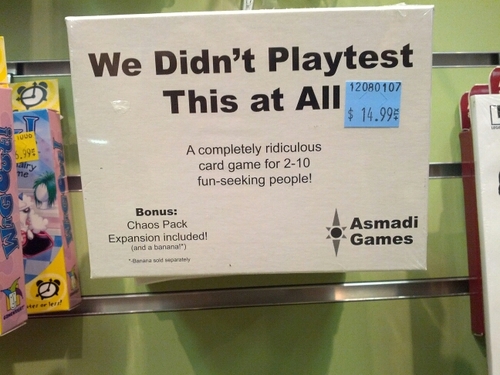 We Didn't Playtest
This at All
12080107
$ 14.99
A completely ridiculous
card game for 2-10
fun-seeking people!
Bonus:
Chaos Pack
Expansion included!
(and a banana!*)
*-Banana sold separately
Asmadi
Games